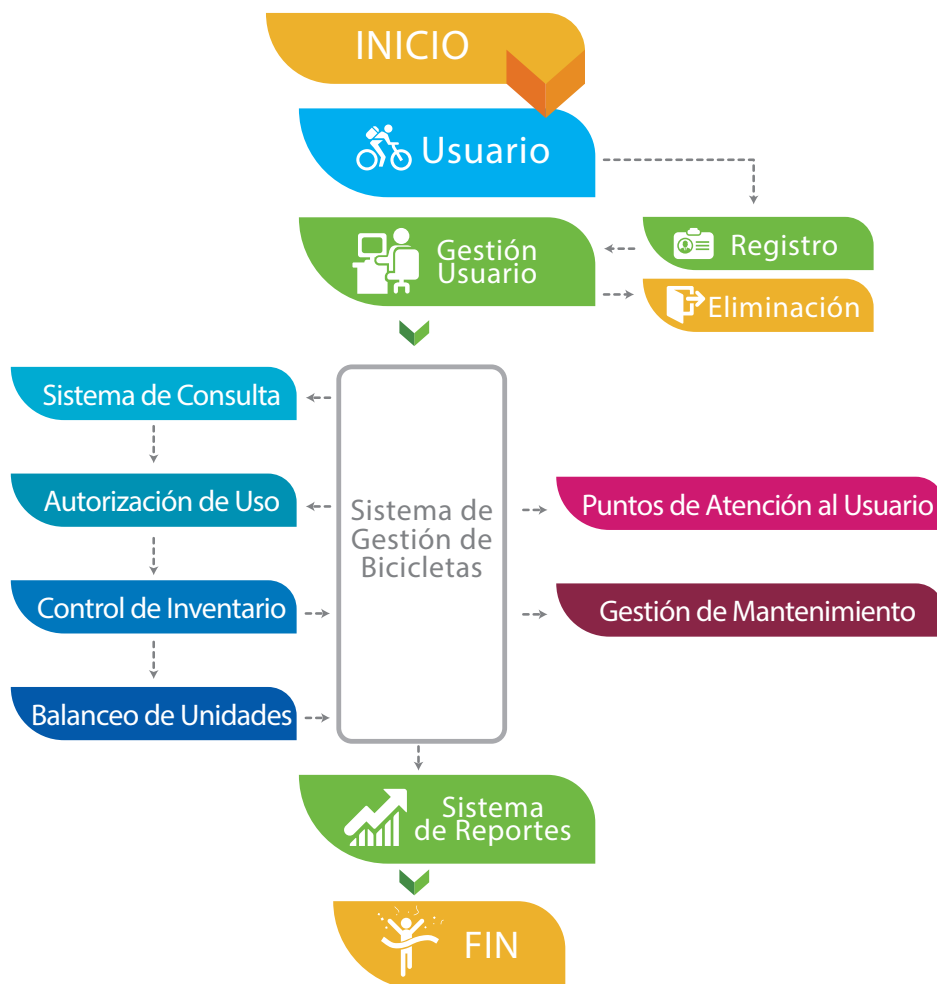 INICIO
Usuario
Gestión
Usuario
Registro
Eliminación
Sistema de Consulta
Autorización de Uso
Control de Inventario
Balanceo de Unidades
Sistema de
Gestión de
Bicicletas
Puntos de Atención al Usuario
Gestión de Mantenimiento
Sistema
de Reportes
FIN